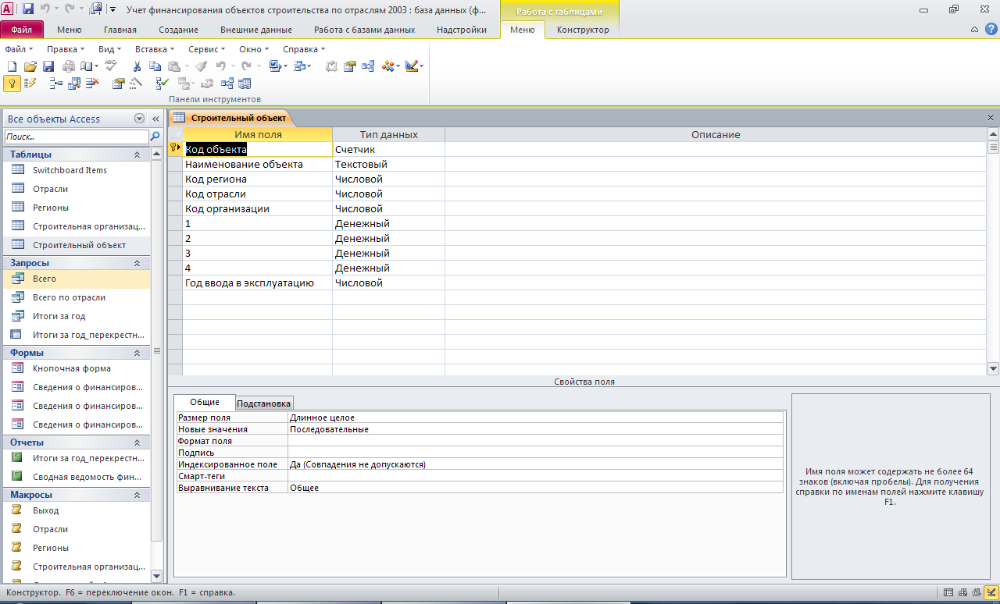 Учет финансирования объектов строительства по отраслям 2003 : база данных (ф...
Работа с таблицами
Файл
Меню
Главная
Создание
Внешние данные
Работа с базами данных
Надстройки
Меню
Конструктор
Файл
Правка
Вид
Вставка
Сервис
Окно
Справка
Панели инструментов
Все объекты Access
Поиск...
Таблицы
Switchboard Items
Отрасли
Регионы
Строительная организац...
Строительный объект
Запросы
Всего
Всего по отрасли
Итоги за год
Итоги за год_перекрестн...
Формы
Кнопочная форма
Сведения о финансиров...
Сведения о финансиров...
Сведения о финансиров...
Отчеты
Итоги за год_перекрестн...
Сводная ведомость фин...
Макросы
Выход
Отрасли
Регионы
Строительная организац...
Строительный объект
Имя поля Тип данных Описание
Код объекта Счетчик
Наименование объекта Текстовый
Код региона Числовой
Код отрасли Числовой
Код организации Числовой
1 Денежный
2 Денежный
3 Денежный
4 Денежный
Год ввода в эксплуатацию Числовой
Свойства поля
Общие Подстановка
Размер поля Длинное целое
Новые значения Последовательные
Формат поля
Подпись
Индексированное поле Да (Совпадения не допускаются)
Смарт-теги
Выравнивание текста Общее
Имя поля может содержать не более 64
знаков (включая пробелы). Для получения
справки по именам полей нажмите клавишу
F1.
Конструктор. F6 = переключение окон. F1 = справка.